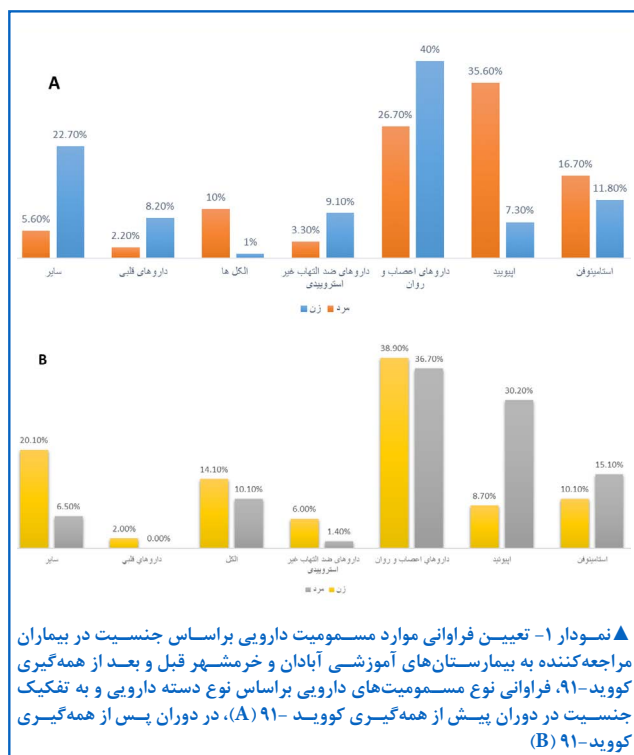 A
40%
35.60%
26.70%
22.70%
16.70%
11.80%
10%
9.10%
8.20%
7.30%
5.60%
3.30%
2.20%
1%
استامینوفن
اپیویید
داروهای اعصاب و روان
داروهای ضد التهاب غیر استروییدی
الکل ها
داروهای قلبی
سایر
مرد
زن
B
38.90%
36.70%
30.20%
20.10%
15.10%
14.10%
10.10%
10.10%
8.70%
6.00%
6.50%
2.00%
1.40%
0.00%
استامینوفن
اپیوئید
داروهای اعصاب و روان
داروهای ضد التهاب غیر استروییدی
الکل
داروهای قلبی
سایر
مرد
زن
▲نمودار ۱- تعیین فراوانی موارد مسمومیت دارویی براساس جنسیت در بیماران
مراجعه‌کننده به بیمارستان‌های آموزشی آبادان و خرمشهر قبل و بعد از همه‌گیری
کووید-۹۱، فراوانی نوع مسمومیت‌های دارویی براساس نوع دسته دارویی و به تفکیک
جنسیت در دوران پیش از همه‌گیری کووید -۹۱ (A)، در دوران پس از همه‌گیری
کووید-۹۱ (B)